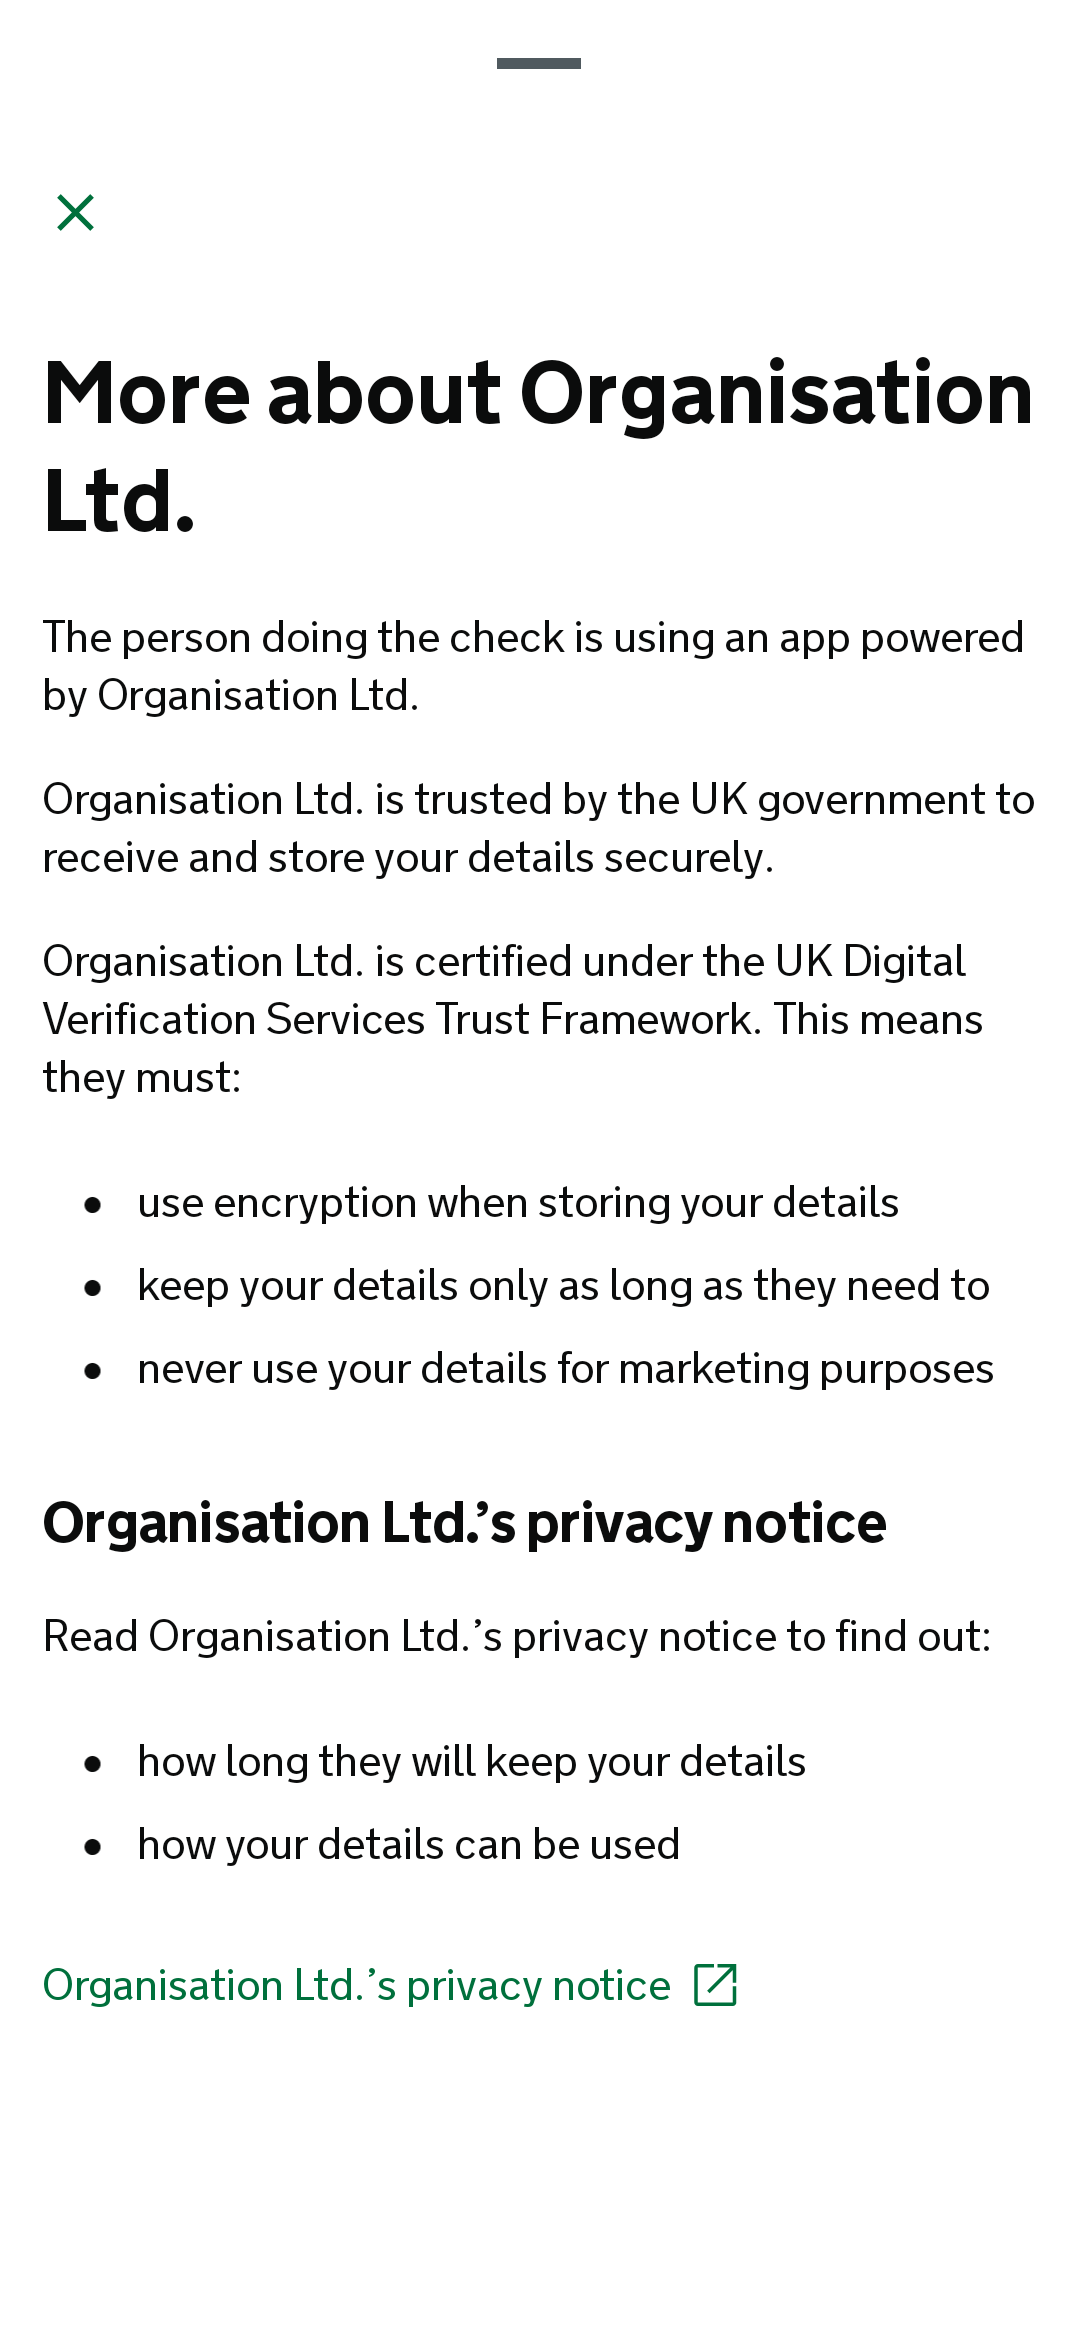 More about Organisation
Ltd.
The person doing the check is using an app powered
by Organisation Ltd.
Organisation Ltd. is trusted by the UK government to
receive and store your details securely.
Organisation Ltd. is certified under the UK Digital
Verification Services Trust Framework. This means
they must:
• use encryption when storing your details
• keep your details only as long as they need to
• never use your details for marketing purposes
Organisation Ltd.’s privacy notice
Read Organisation Ltd.’s privacy notice to find out:
• how long they will keep your details
• how your details can be used
Organisation Ltd.’s privacy notice